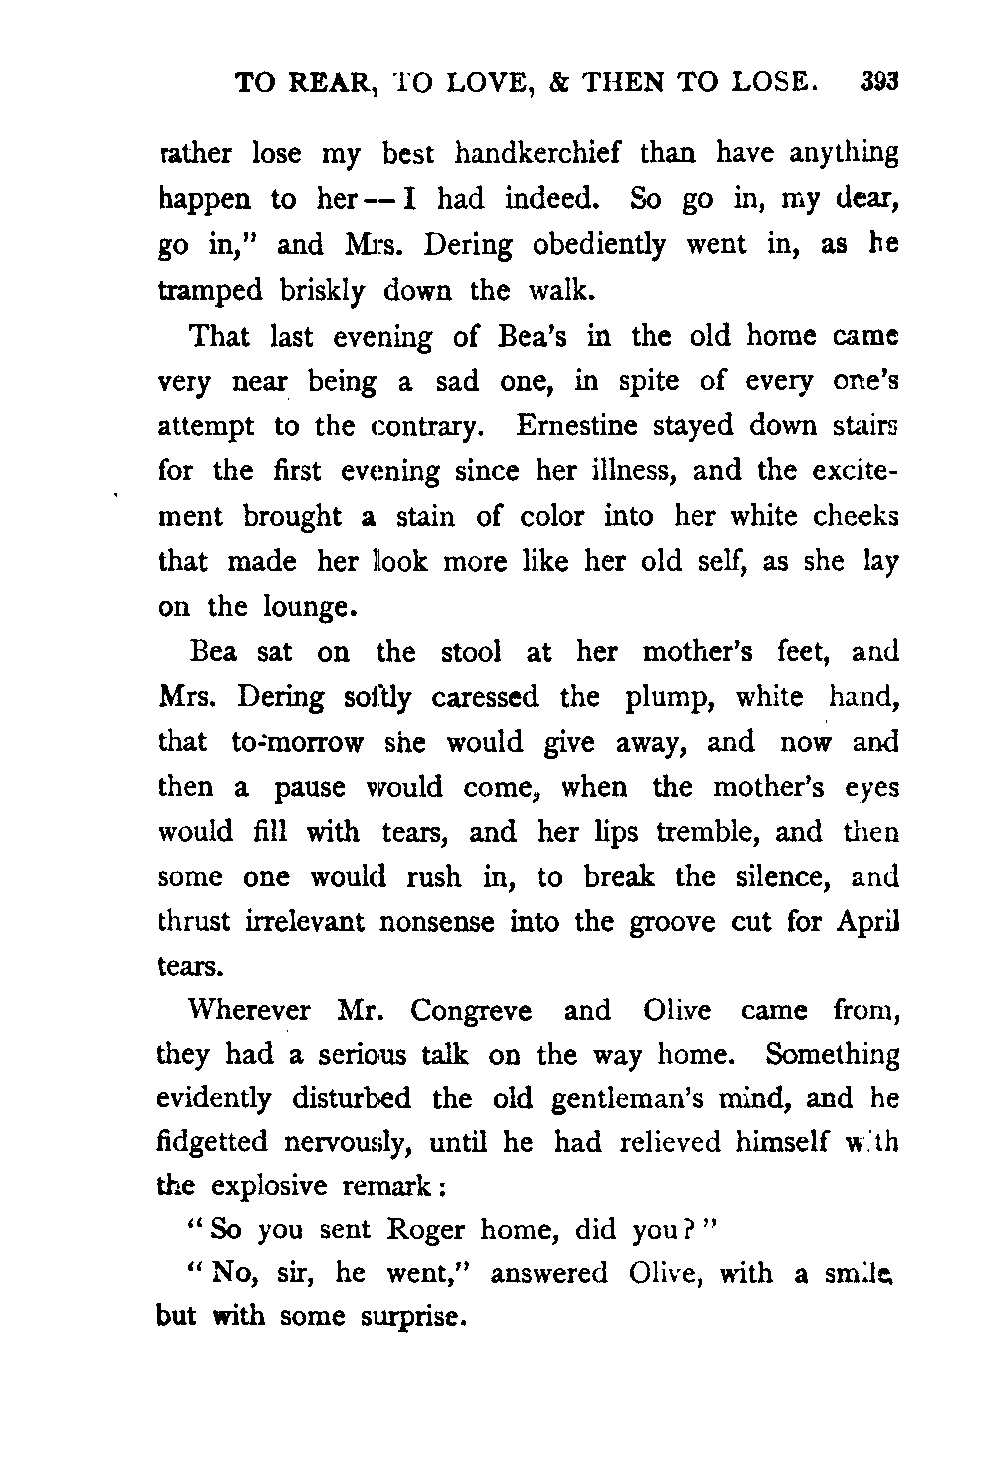 TO REAR, TO LOVE, & THEN TO LOSE. 393
rather lose my best handkerchief than have anything
happen to her — I had indeed. So go in, my dear,
go in," and Mrs. Dering obediently went in, as he
tramped briskly down the walk.
That last evening of Bea's in the old home came
very near being a sad one, in spite of every one's
attempt to the contrary. Ernestine stayed down stairs
for the first evening since her illness, and the excite-
ment brought a stain of color into her white cheeks
that made her look more like her old self, as she lay
on the lounge.
Bea sat on the stool at her mother's feet, and
Mrs. Dering softly caressed the plump, white hand,
that to-morrow she would give away, and now and
then a pause would come, when the mother's eyes
would fill with tears, and her lips tremble, and then
some one would rush in, to break the silence, and
thrust irrelevant nonsense into the groove cut for April
tears.
Wherever Mr. Congreve and Olive came from,
they had a serious talk on the way home. Something
evidently disturbed the old gentleman's mind, and he
fidgetted nervously, until he had relieved himself with
the explosive remark :
" So you sent Roger home, did you ? "
" No, sir, he went," answered Olive, with a smile,
but with some surprise.